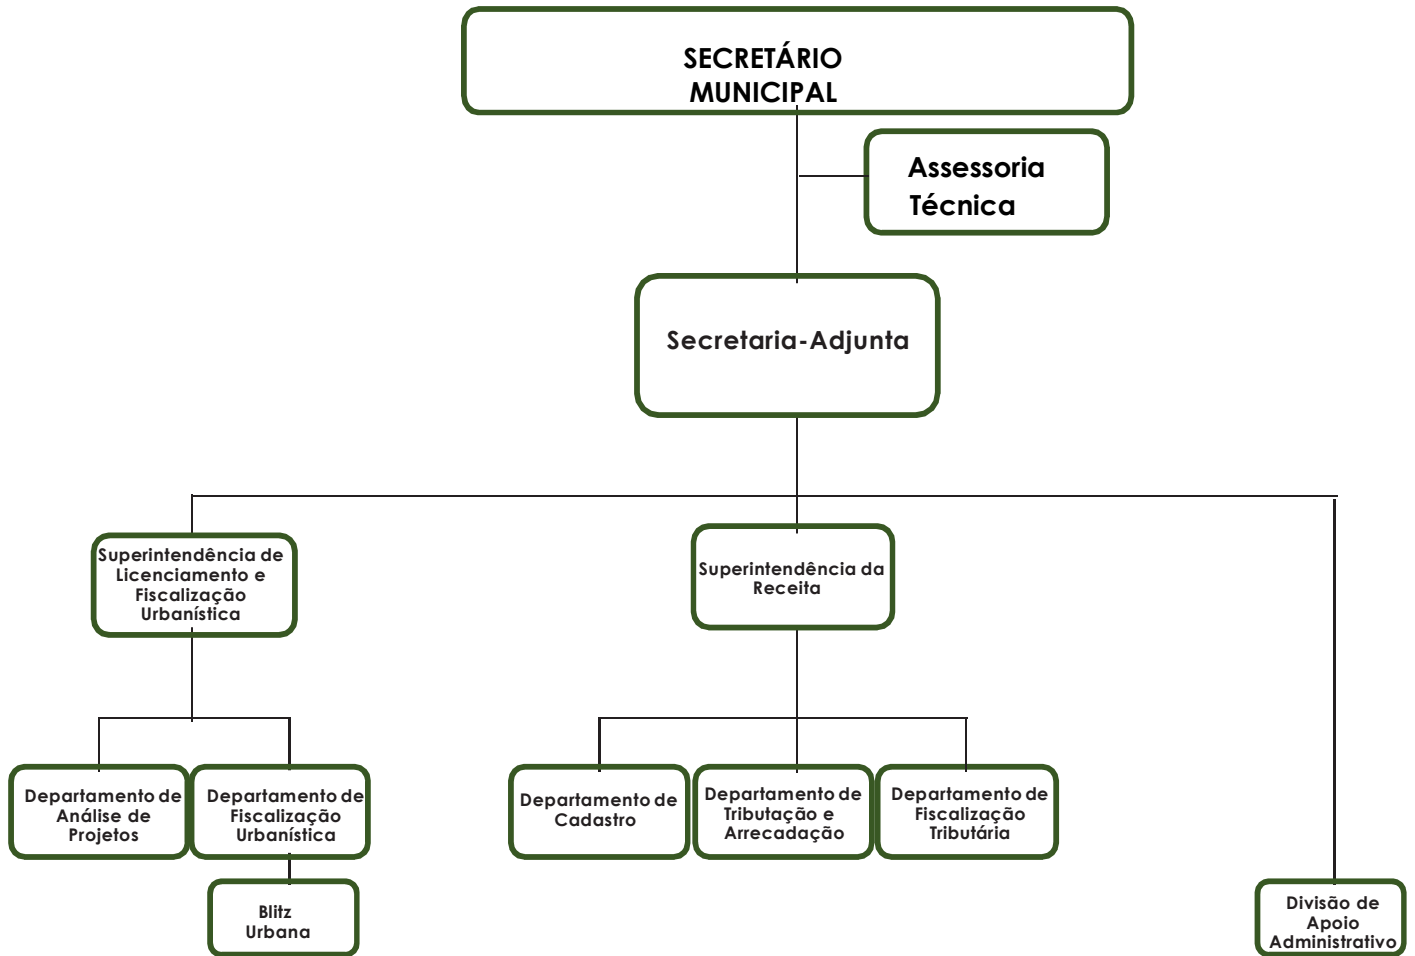 SECRETÁRIO
MUNICIPAL
Assessoria
Técnica
Secretaria-Adjunta
Superintendência de
Licenciamento e
Fiscalização
Urbanística
Superintendência da
Receita
Departamento de
Análise de
Projetos
Departamento de
Fiscalização
Urbanística
Departamento de
Cadastro
Departamento de
Tributação e
Arrecadação
Departamento de
Fiscalização
Tributária
Blitz
Urbana
Divisão de
Apoio
Administrativo